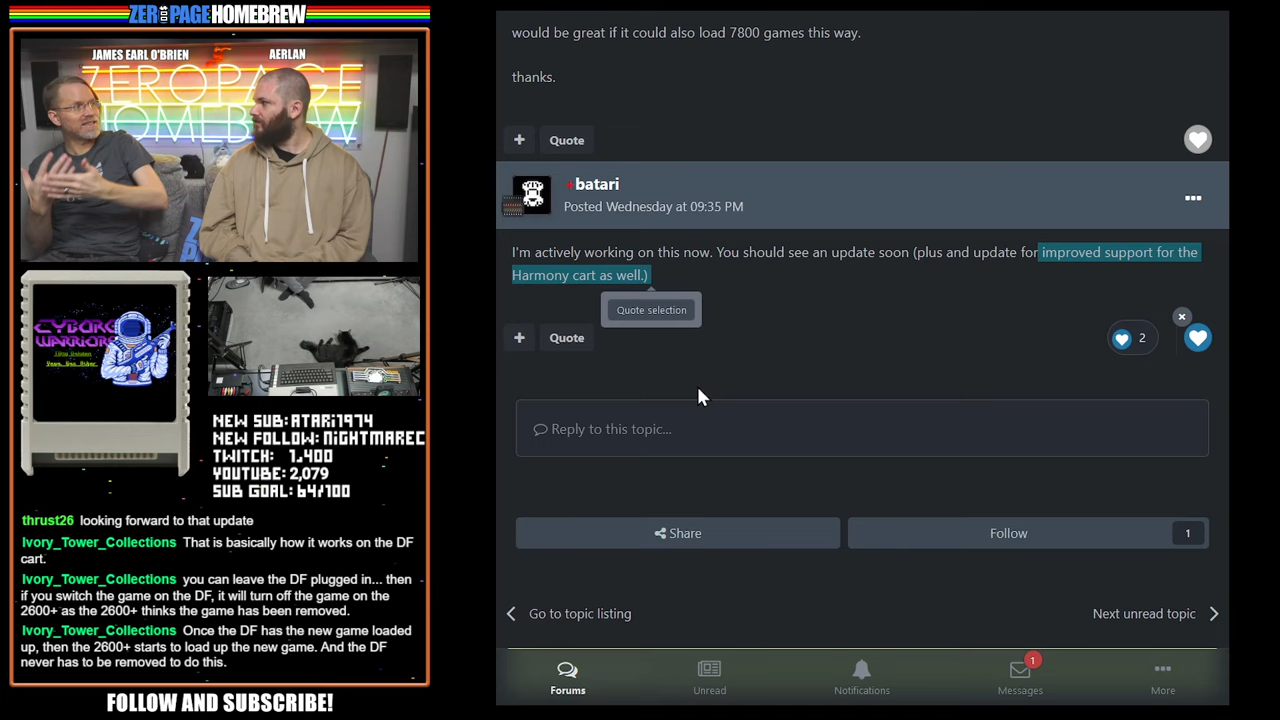 ZEROPAGE HOMEBREW
JAMES EARL O'BRIEN
AERLAN
ZEROPAGE
HOMEBREW
CYBORG
WARRIORS
NEW SUB: ATARI1974
NEW FOLLOW: NIGHTMAREC
TWITCH: 1,400
YOUTUBE: 2,079
SUB GOAL: 64/100
thrust26 looking forward to that update
Ivory_Tower_Collections That is basically how it works on the DF
cart.
Ivory_Tower_Collections you can leave the DF plugged in... then
if you switch the game on the DF, it will turn off the game on the
2600+ as the 2600+ thinks the game has been removed.
Ivory_Tower_Collections Once the DF has the new game loaded
up, then the 2600+ starts to load up the new game. And the DF
never has to be removed to do this.
FOLLOW AND SUBSCRIBE!
would be great if it could also load 7800 games this way.
thanks.
+ Quote
+batari
Posted Wednesday at 09:35 PM
I'm actively working on this now. You should see an update soon (plus and update for improved support for the
Harmony cart as well.)
Quote selection
+ Quote
2
Reply to this topic...
Share
Follow 1
Go to topic listing
Next unread topic
1
Forums Unread Notifications Messages More